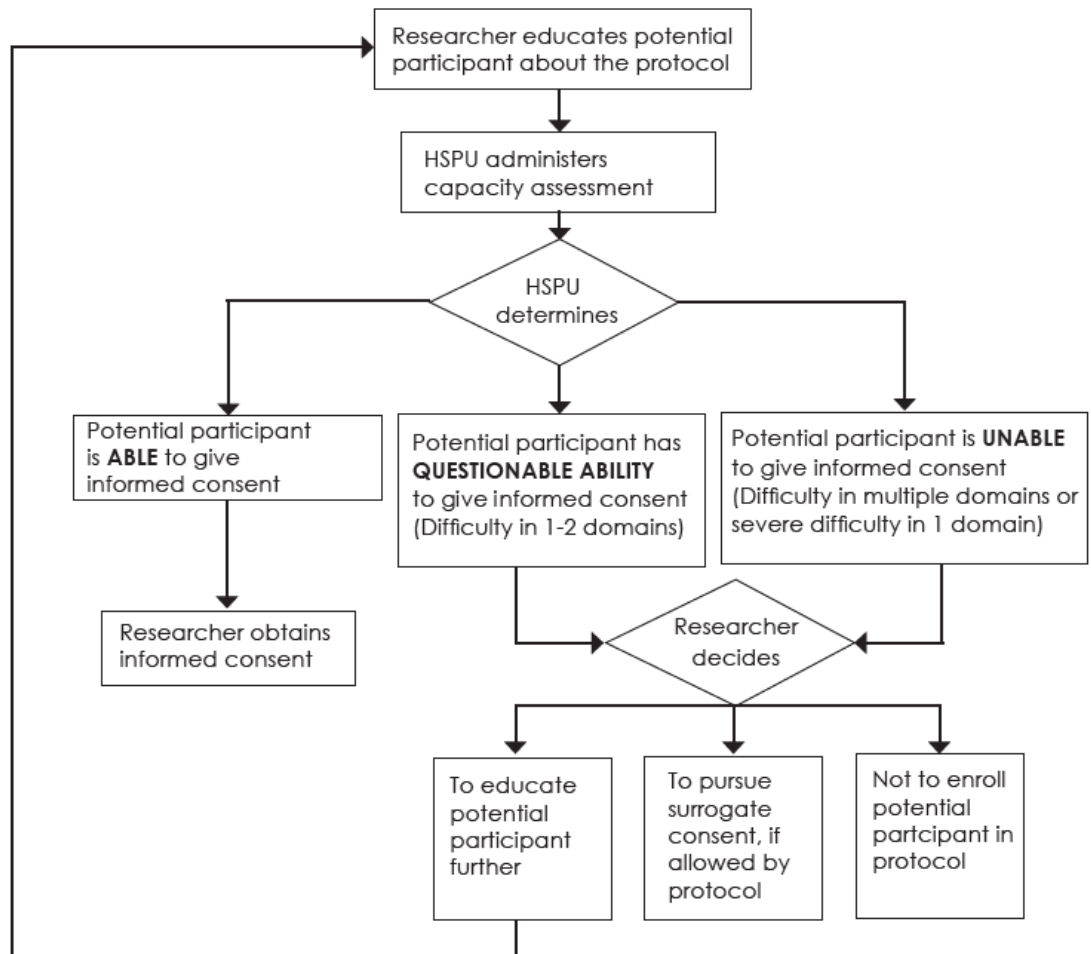 Researcher educates potential
participant about the protocol
HSPU administers
capacity assessment
HSPU
determines
Potential participant
is ABLE to give
informed consent
Potential participant has
QUESTIONABLE ABILITY
to give informed consent
(Difficulty in 1-2 domains)
Potential participant is UNABLE
to give informed consent
(Difficulty in multiple domains or
severe difficulty in 1 domain)
Researcher obtains
informed consent
Researcher
decides
To educate
potential
participant
further
To pursue
surrogate
consent, if
allowed by
protocol
Not to enroll
potential
partcipant in
protocol